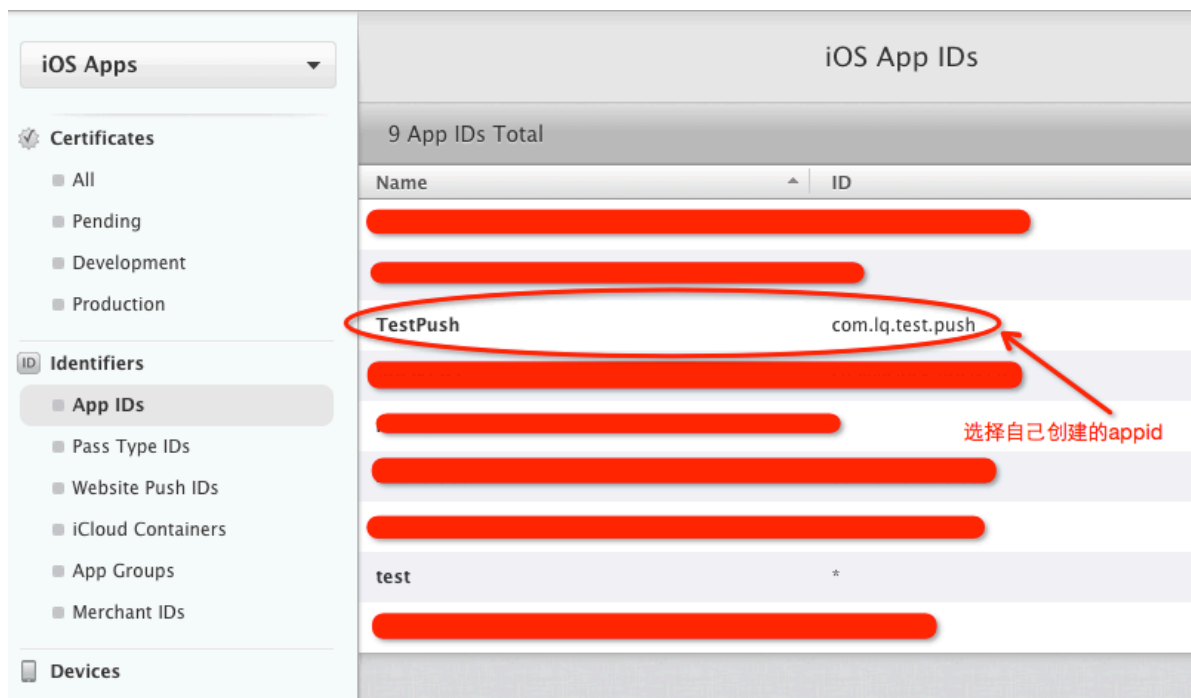 iOS Apps
iOS App IDs
9 App IDs Total
Name
ID
Certificates
All
Pending
Development
Production
TestPush
com.lq.test.push
选择自己创建的appid
ID
Identifiers
App IDs
Pass Type IDs
Website Push IDs
iCloud Containers
App Groups
Merchant IDs
test
*
Devices